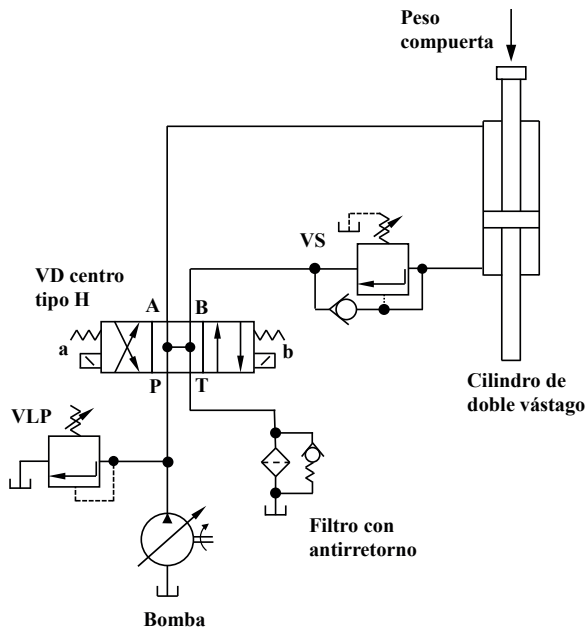 Peso
compuerta
VS
VD centro
tipo H
A B
a b
P T
Cilindro de
doble vástago
VLP
Filtro con
antirretorno
Bomba